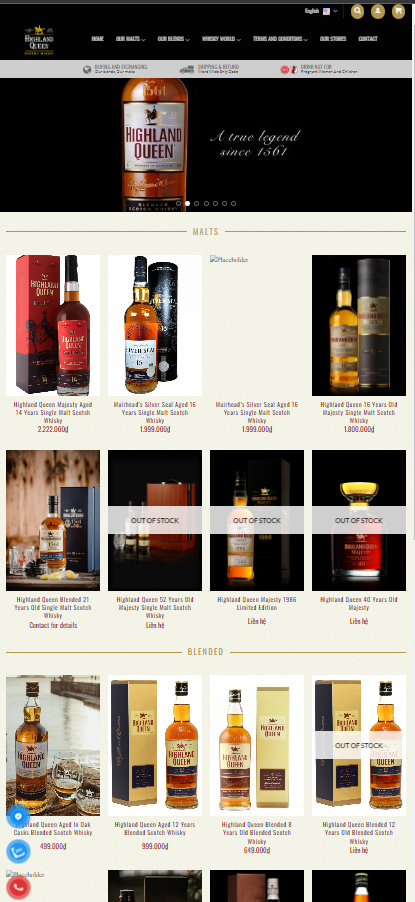 English
HIGHLAND
QUEEN
HOME OUR MALTS OUR BLENDS WHISKY WORLD TERMS AND CONDITIONS OUR STORES CONTACT
BUYING AND EXCHANGING
Our blends, Our malts
SHIPPING & REFUND
World Wide Ship Code
DRINK NOT FOR
Pregnant Women And Children
1561
HIGHLAND
QUEEN
BLENDED
SCOTCH WHISKY
A true legend
since 1561
MALTS
Highland Queen Majesty Aged
14 Years Single Malt Scotch
Whisky
2.222.000₫
Muirhead's Silver Seal Aged 16
Years Single Malt Scotch
Whisky
1.999.000₫
Placeholder
Muirhead's Silver Seal Aged 16
Years Single Malt Scotch
Whisky
1.999.000₫
Highland Queen 16 Years Old
Majesty Single Malt Scotch
Whisky
1.800.000₫
Highland Queen Blended 21
Years Old Single Malt Scotch
Whisky
Contact for details
OUT OF STOCK
Highland Queen 52 Years Old
Majesty Single Malt Scotch
Whisky
Liên hệ
OUT OF STOCK
Highland Queen Majesty 1986
Limited Edition
Liên hệ
OUT OF STOCK
Highland Queen 40 Years Old
Majesty
Liên hệ
BLENDED
Highland Queen Aged In Oak
Casks Blended Scotch Whisky
499.000₫
Highland Queen Aged 12 Years
Blended Scotch Whisky
999.000₫
Highland Queen Blended 8
Years Old Blended Scotch
Whisky
649.000₫
OUT OF STOCK
Highland Queen Blended 12
Years Old Blended Scotch
Whisky
Liên hệ
Placeholder